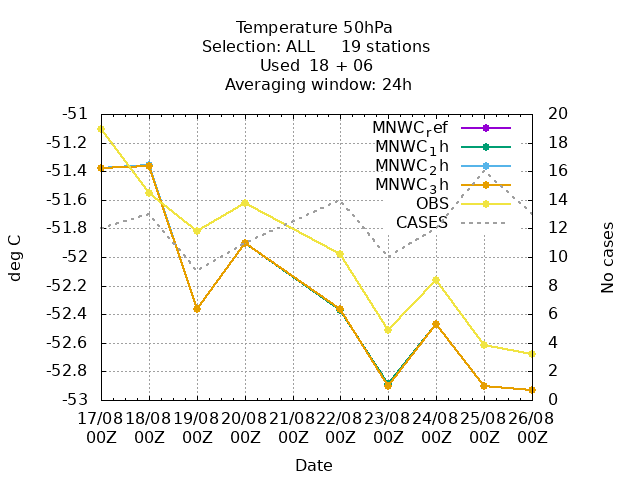 Temperature 50hPa
Selection: ALL 19 stations
Used 18 + 06
Averaging window: 24h
-51
-51.2
-51.4
-51.6
-51.8
-52
-52.2
-52.4
-52.6
-52.8
-53
deg C
20
18
16
14
12
10
8
6
4
2
0
No cases
MNWCref
MNWC1h
MNWC2h
MNWC3h
OBS
CASES
17/08 18/08 19/08 20/08 21/08 22/08 23/08 24/08 25/08 26/08
00Z 00Z 00Z 00Z 00Z 00Z 00Z 00Z 00Z 00Z
Date